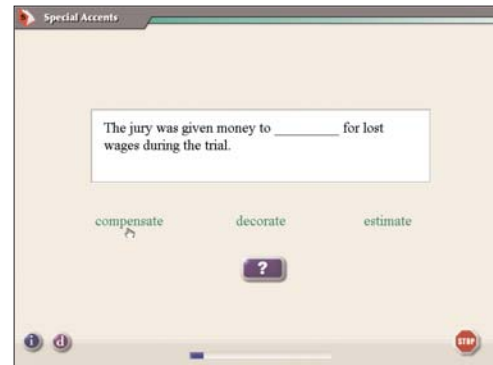 Special Accents
The jury was given money to _________ for lost
wages during the trial.
compensate decorate estimate
?
i d
STOP